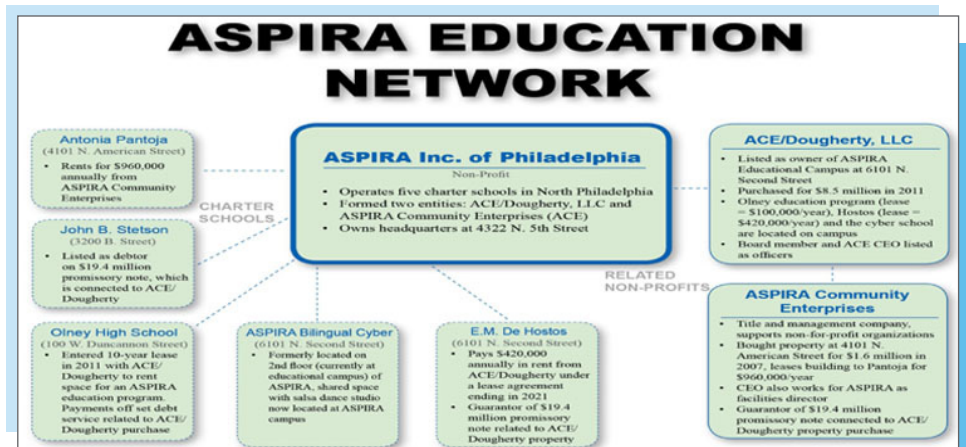 ASPIRA EDUCATION
NETWORK
Antonia Pantoja
(4101 N. American Street)
• Rents for $960,000
annually from
ASPIRA Community
Enterprises
ASPIRA Inc. of Philadelphia
Non-Profit
• Operates five charter schools in North Philadelphia
• Formed two entities: ACE/Dougherty, LLC and
ASPIRA Community Enterprises (ACE)
• Owns headquarters at 4322 N. 5th Street
ACE/Dougherty, LLC
• Listed as owner of ASPIRA
Educational Campus at 6101 N.
Second Street
• Purchased for $8.5 million in 2011
• Olney education program (lease
= $100,000/year), Hostos (lease =
$420,000/year) and the cyber school
are located on campus
• Board member and ACE CEO listed
as officers
CHARTER
SCHOOLS
John B. Stetson
(3200 B. Street)
• Listed as debtor
on $19.4 million
promissory note, which
is connected to ACE/
Dougherty
RELATED
NON-PROFITS
Olney High School
(100 W. Duncannon Street)
• Entered 10-year lease
in 2011 with ACE/
Dougherty to rent
space for an ASPIRA
education program.
Payments off set debt
service related to ACE/
Dougherty purchase
ASPIRA Bilingual Cyber
(6101 N. Second Street)
• Formerly located on
2nd floor (currently at
educational campus) of
ASPIRA, shared space
with salsa dance studio
now located at ASPIRA
campus
E.M. De Hostos
(6101 N. Second Street)
• Pays $420,000
annually in rent from
ACE/Dougherty under
a lease agreement
ending in 2021
• Guarantor of $19.4
million promissory
note related to ACE/
Dougherty property
ASPIRA Community
Enterprises
• Title and management company,
supports non-for-profit organizations
• Bought property at 4101 N.
American Street for $1.6 million in
2007, leases building to Pantoja for
$960,000/year
• CEO also works for ASPIRA as
facilities director
• Guarantor of $19.4 million
promissory note connected to ACE/
Dougherty property purchase